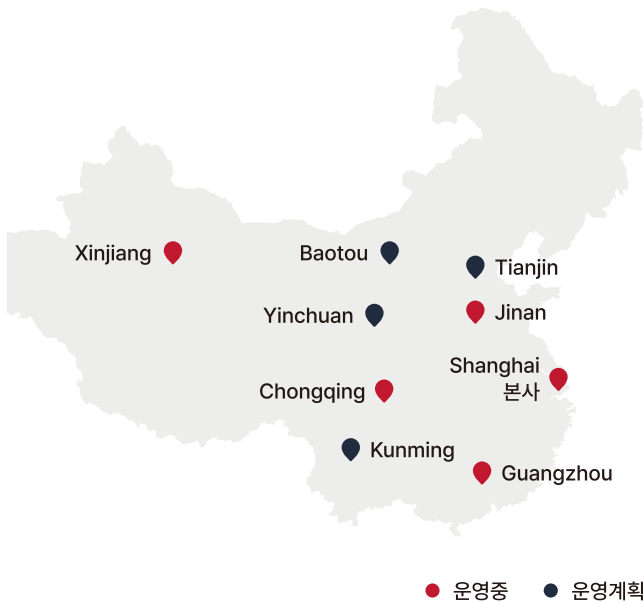 Xinjiang
Baotou
Tianjin
Yinchuan
Jinan
Shanghai
본사
Chongqing
Kunming
Guangzhou
운영중
운영계획